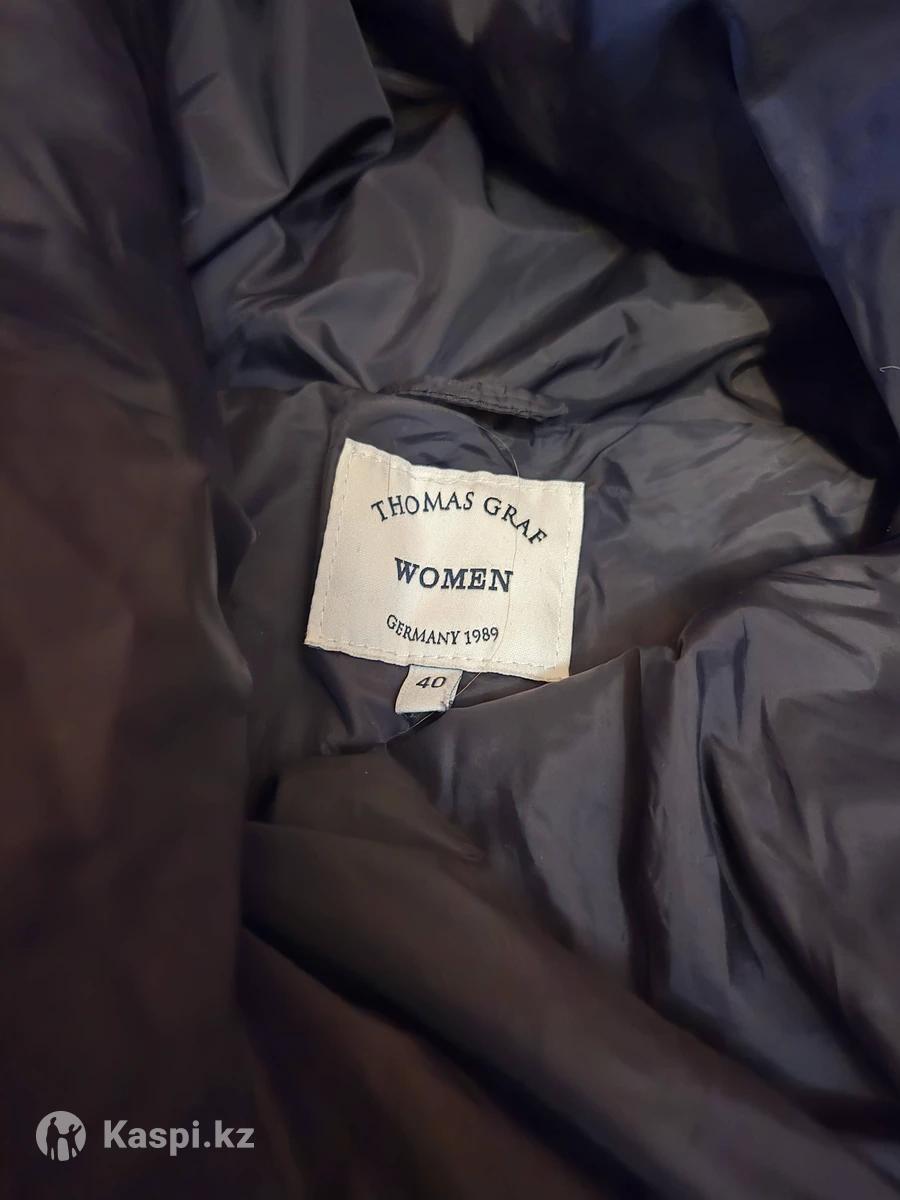 THOMAS GRAF
WOMEN
GERMANY 1989
40
Kaspi.kz